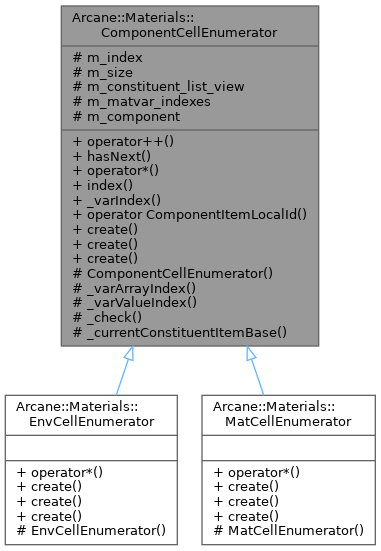 Arcane::Materials::
ComponentCellEnumerator
# m_index
# m_size
# m_constituent_list_view
# m_matvar_indexes
# m_component
+ operator++()
+ hasNext()
+ operator*()
+ index()
+ _varIndex()
+ operator ComponentItemLocalId()
+ create()
+ create()
+ create()
# ComponentCellEnumerator()
# _varArrayIndex()
# _varValueIndex()
# _check()
# _currentConstituentItemBase()
Arcane::Materials::
EnvCellEnumerator
+ operator*()
+ create()
+ create()
+ create()
# EnvCellEnumerator()
Arcane::Materials::
MatCellEnumerator
+ operator*()
+ create()
+ create()
+ create()
# MatCellEnumerator()